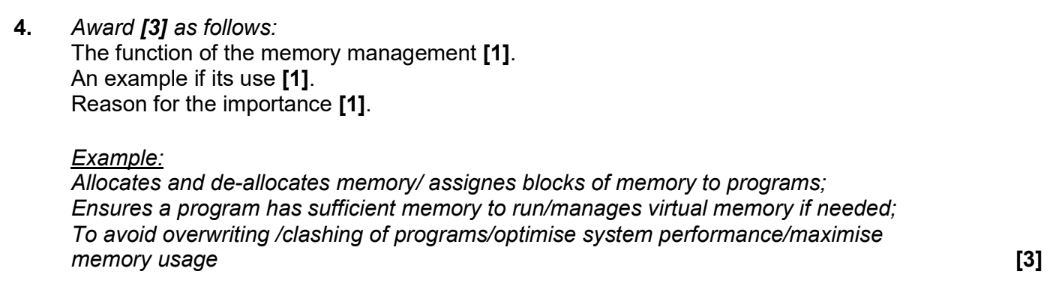 4. Award [3] as follows:
The function of the memory management [1].
An example if its use [1].
Reason for the importance [1].
Example:
Allocates and de-allocates memory/ assignes blocks of memory to programs;
Ensures a program has sufficient memory to run/manages virtual memory if needed;
To avoid overwriting /clashing of programs/optimise system performance/maximise
memory usage [3]